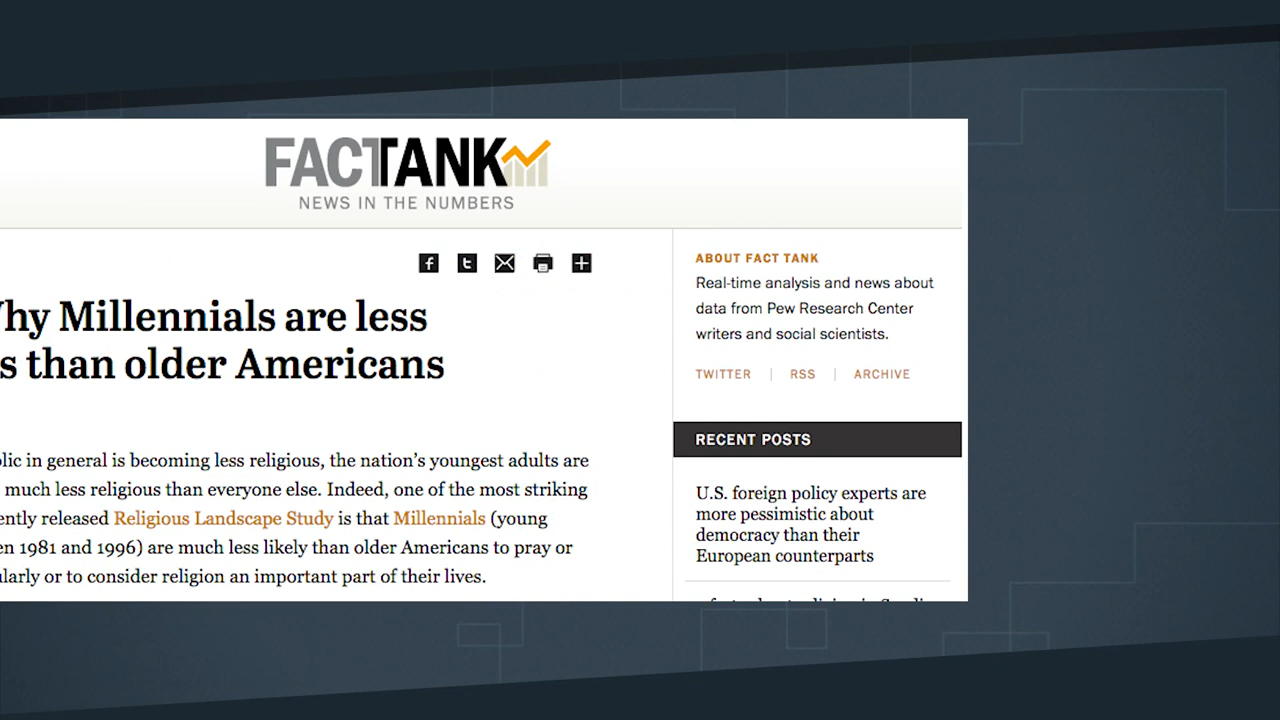 FACTANK
NEWS IN THE NUMBERS
hy Millennials are less
s than older Americans
lic in general is becoming less religious, the nation's youngest adults are
much less religious than everyone else. Indeed, one of the most striking
ently released Religious Landscape Study is that Millennials (young
en 1981 and 1996) are much less likely than older Americans to pray or
larly or to consider religion an important part of their lives.
ABOUT FACT TANK
Real-time analysis and news about
data from Pew Research Center
writers and social scientists.
TWITTER | RSS | ARCHIVE
RECENT POSTS
U.S. foreign policy experts are
more pessimistic about
democracy than their
European counterparts